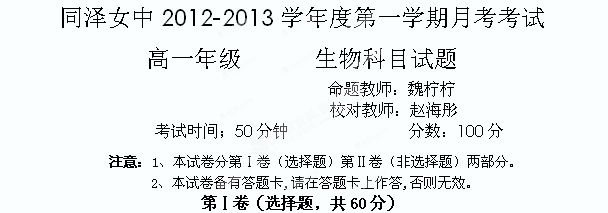 同泽女中 2012-2013 学年度第一学期月考考试
高一年级 生物科目试题
命题教师：魏柠柠
校对教师：赵海彤
考试时间；50 分钟 分数：100 分
注意：1、本试卷分第 I 卷（选择题）第 II 卷（非选择题）两部分。
2、本试卷备有答题卡,请在答题卡上作答,否则无效。
第 I 卷（选择题，共 60 分）